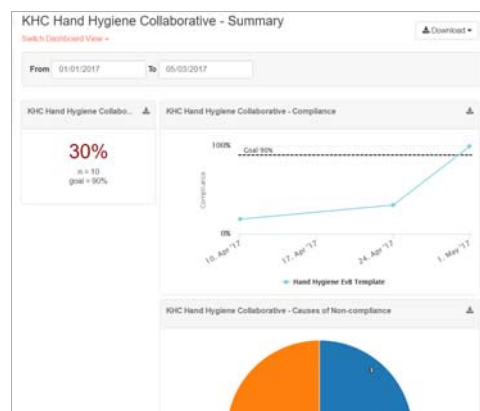 KHC Hand Hygiene Collaborative - Summary
Switch Dashboard View
Download
From 01/01/2017 To 05/03/2017
KHC Hand Hygiene Collabo...
30%
n = 10
goal = 90%
KHC Hand Hygiene Collaborative - Compliance
100%
Goal 90%
Compliance
0%
10. Apr '17 17. Apr '17 24. Apr '17 1. May '17
Hand Hygiene EvB Template
KHC Hand Hygiene Collaborative - Causes of Non-compliance